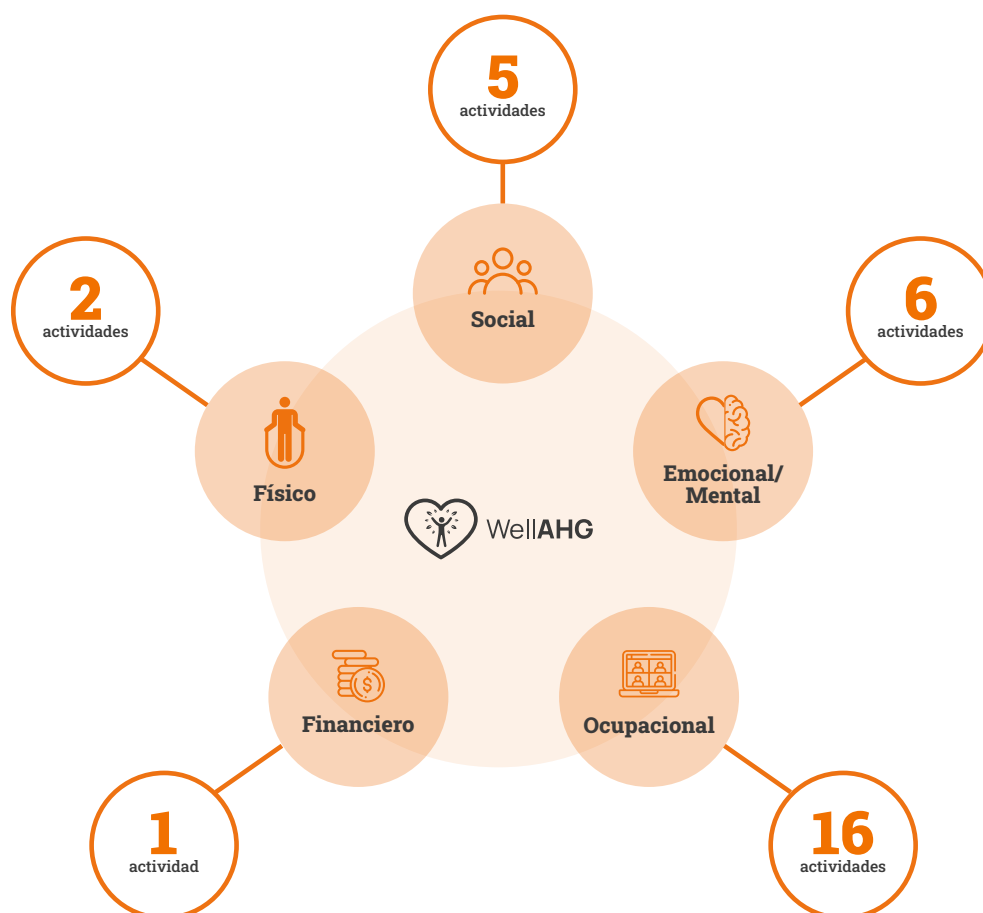 5
actividades
Social
2
actividades
Físico
6
actividades
Emocional/
Mental
WellAHG
Financiero
1
actividad
Ocupacional
16
actividades